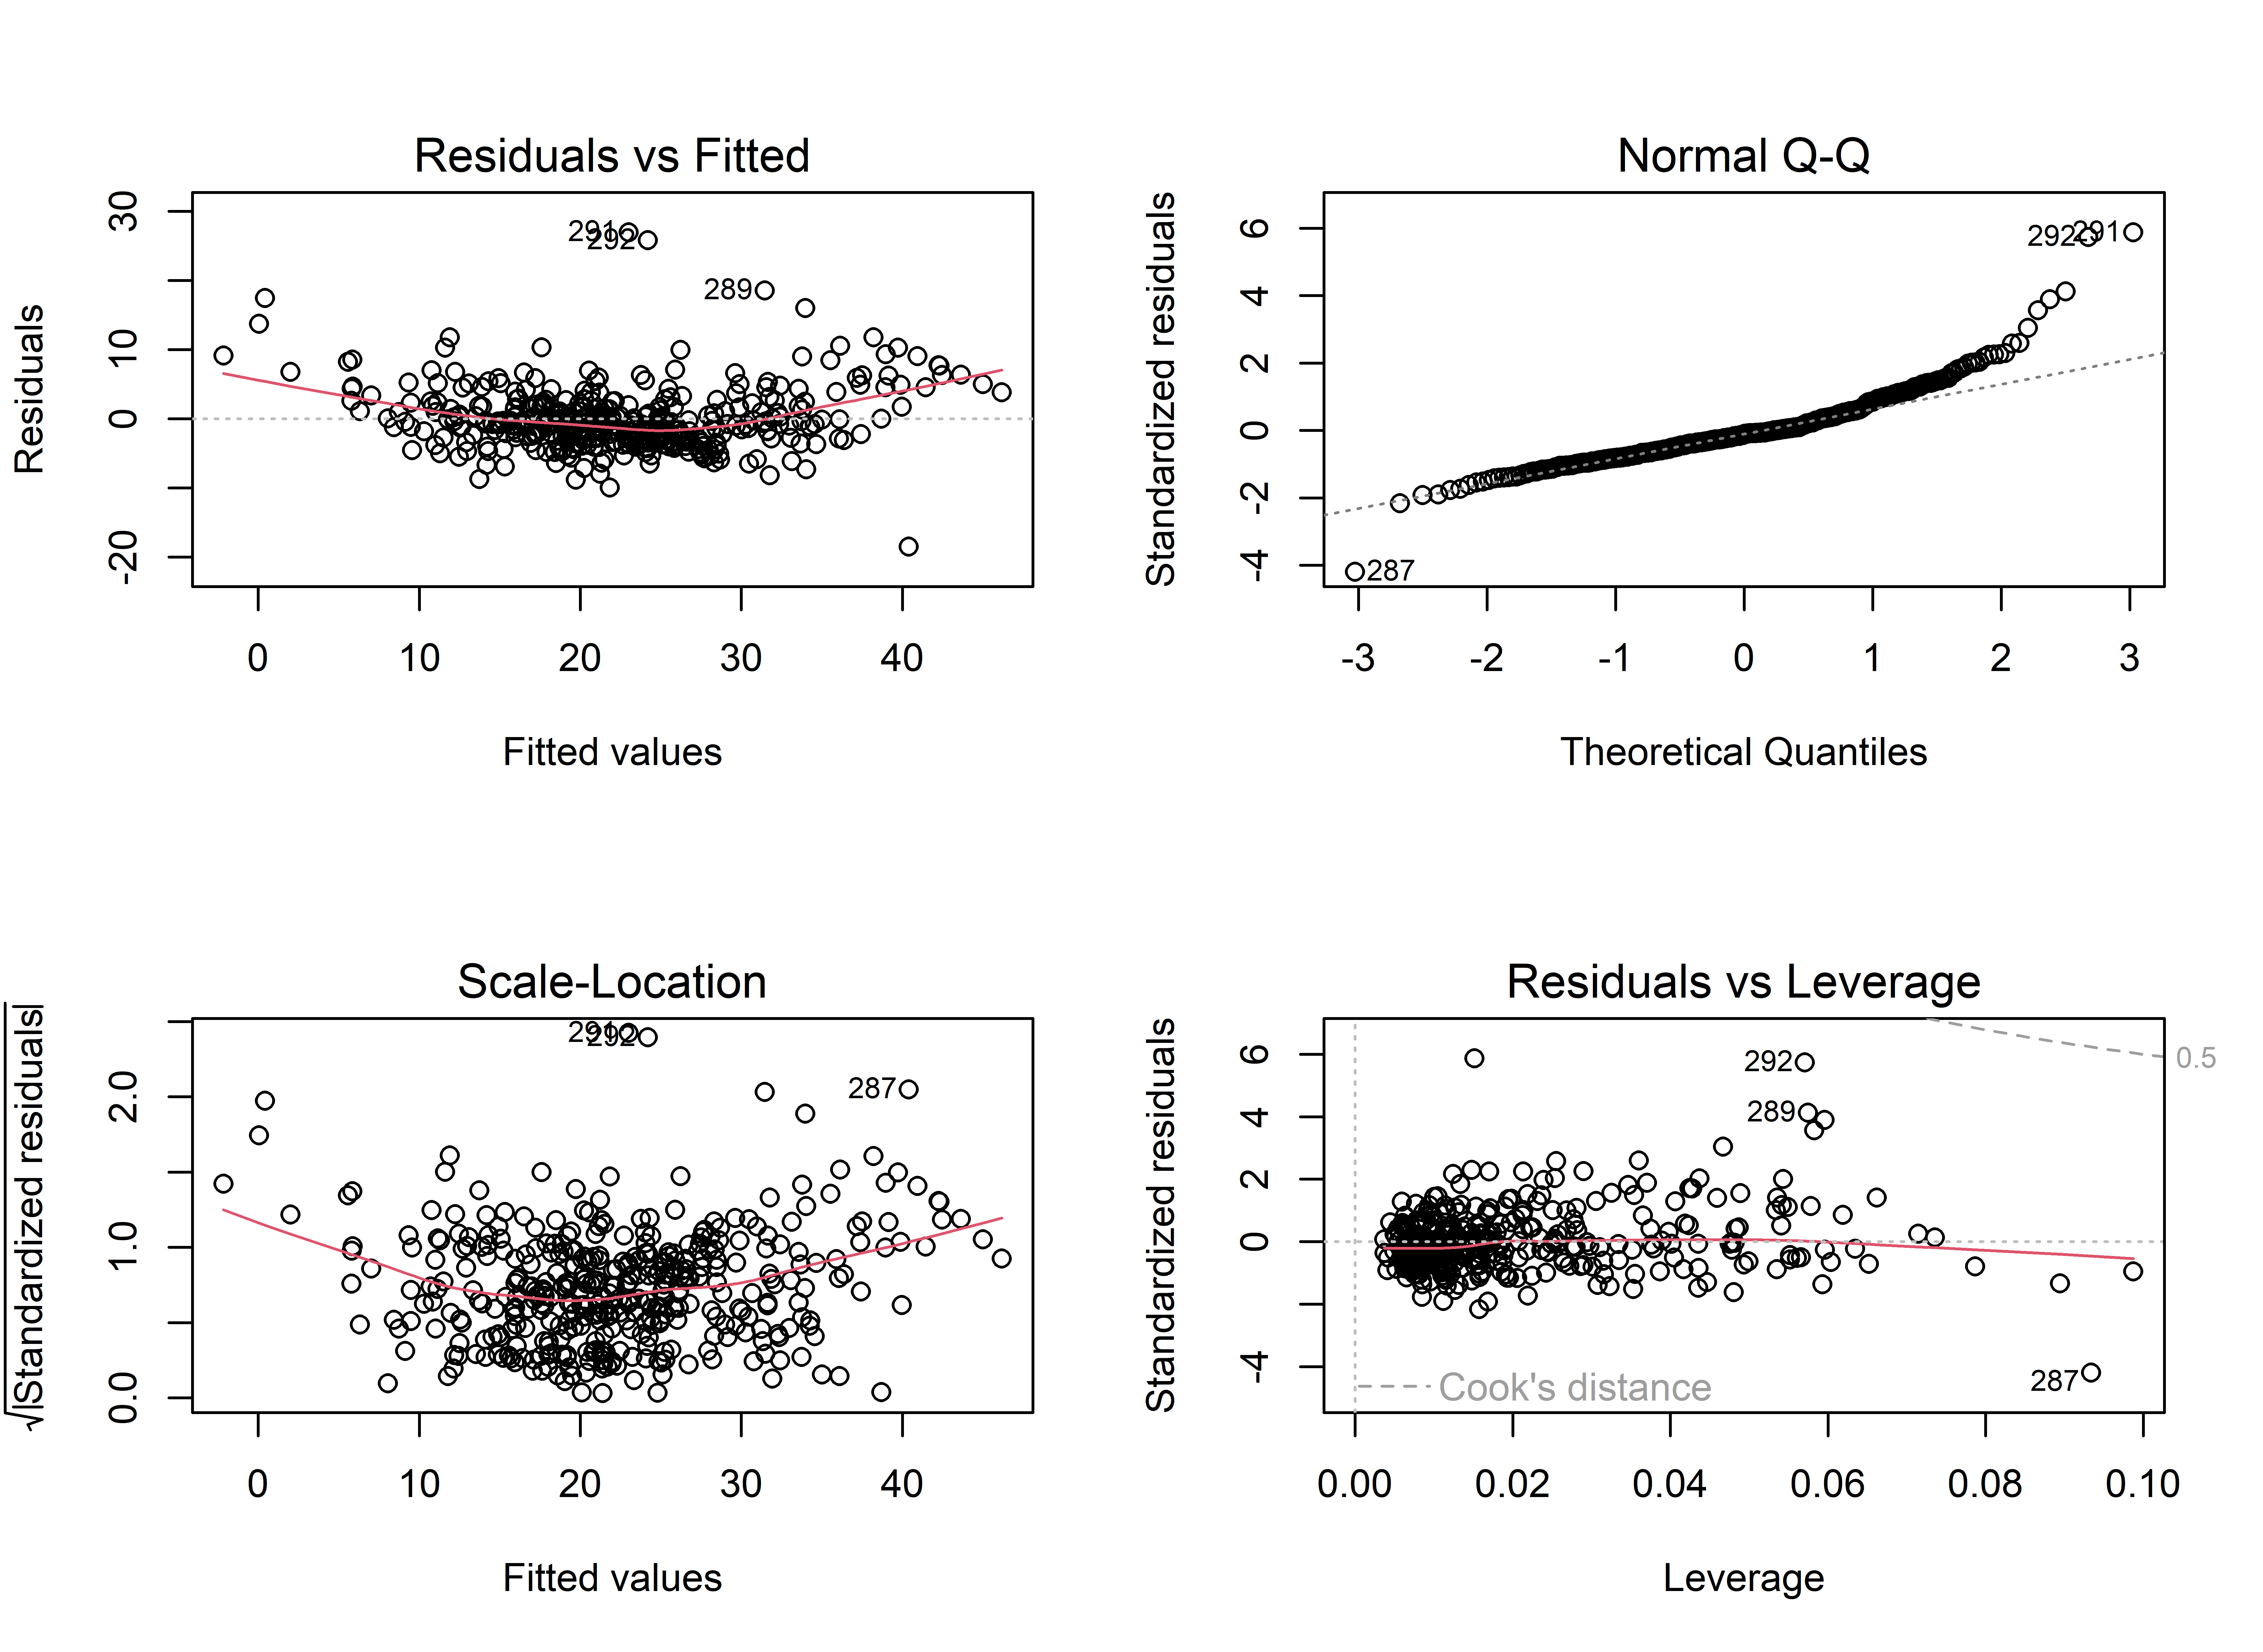 Residuals vs Fitted
Residuals
30
10
0
-20
291
292
289
0 10 20 30 40
Fitted values
Normal Q-Q
Standardized residuals
6
4
2
0
-2
-4
292
291
287
-3 -2 -1 0 1 2 3
Theoretical Quantiles
Scale-Location
√|Standardized residuals|
2.0
1.0
0.0
291
292
287
0 10 20 30 40
Fitted values
Residuals vs Leverage
Standardized residuals
6
4
2
0
-4
292
289
287
0.5
Cook's distance
0.00 0.02 0.04 0.06 0.08 0.10
Leverage